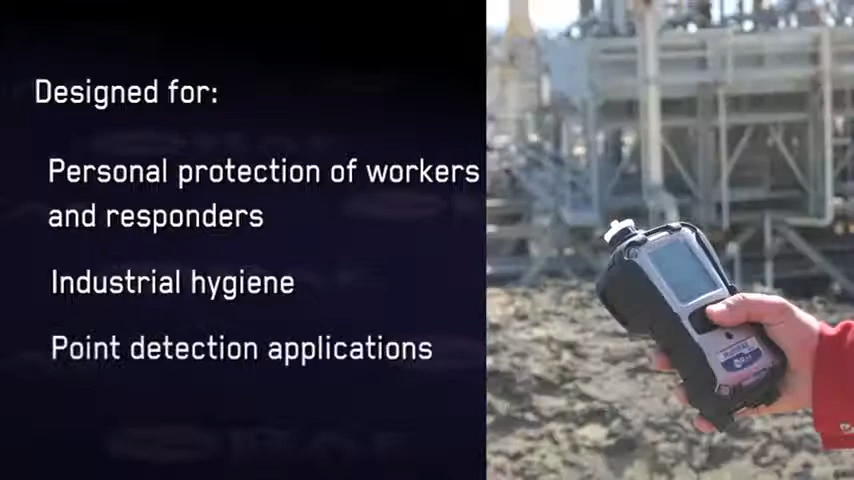 Designed for:
Personal protection of workers
and responders
Industrial hygiene
Point detection applications